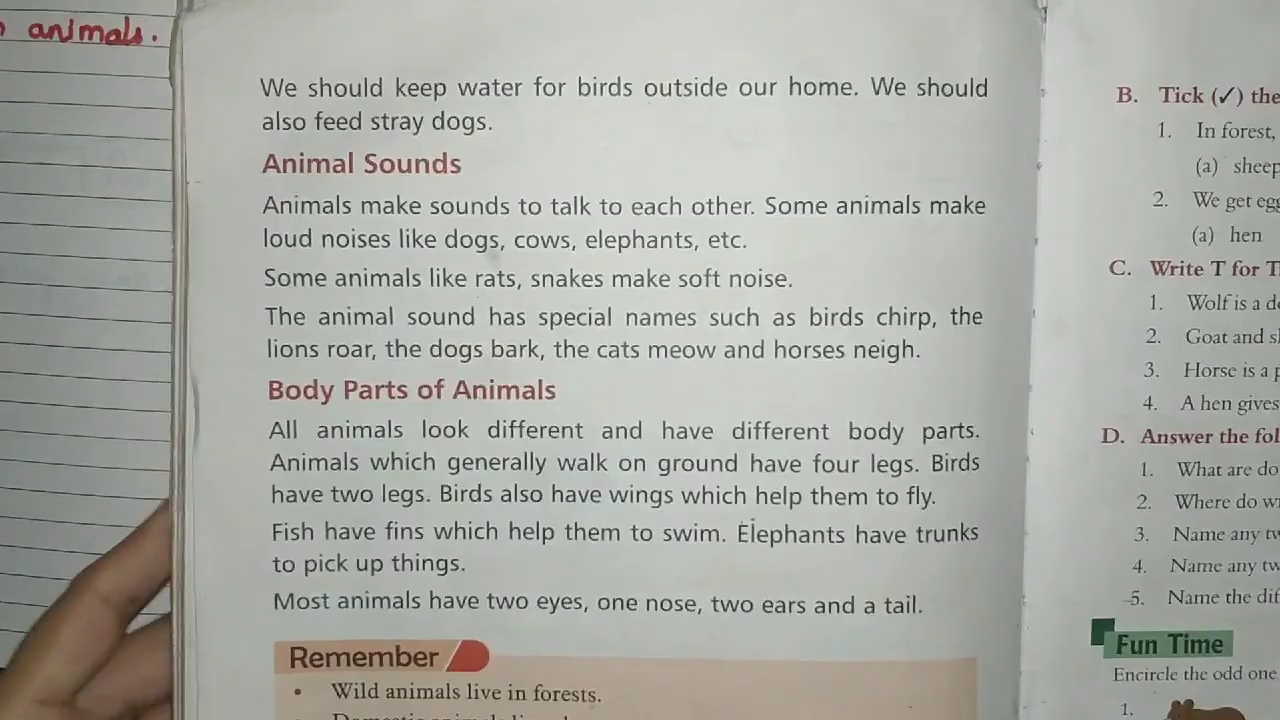 animals.
We should keep water for birds outside our home. We should
also feed stray dogs.
Animal Sounds
Animals make sounds to talk to each other. Some animals make
loud noises like dogs, cows, elephants, etc.
Some animals like rats, snakes make soft noise.
The animal sound has special names such as birds chirp, the
lions roar, the dogs bark, the cats meow and horses neigh.
Body Parts of Animals
All animals look different and have different body parts.
Animals which generally walk on ground have four legs. Birds
have two legs. Birds also have wings which help them to fly.
Fish have fins which help them to swim. Elephants have trunks
to pick up things.
Most animals have two eyes, one nose, two ears and a tail.
Remember
• Wild animals live in forests.
B. Tick (✓) the
1. In forest,
(a) sheep
2. We get
(a) hen
C. Write T for
1. Wolf is a
2. Goat and
3. Horse is a
4. A hen gives
D. Answer the
1. What are
2. Where do
3. Name any
4. Name any
5. Name the
Fun Time
Encircle the odd one
1.